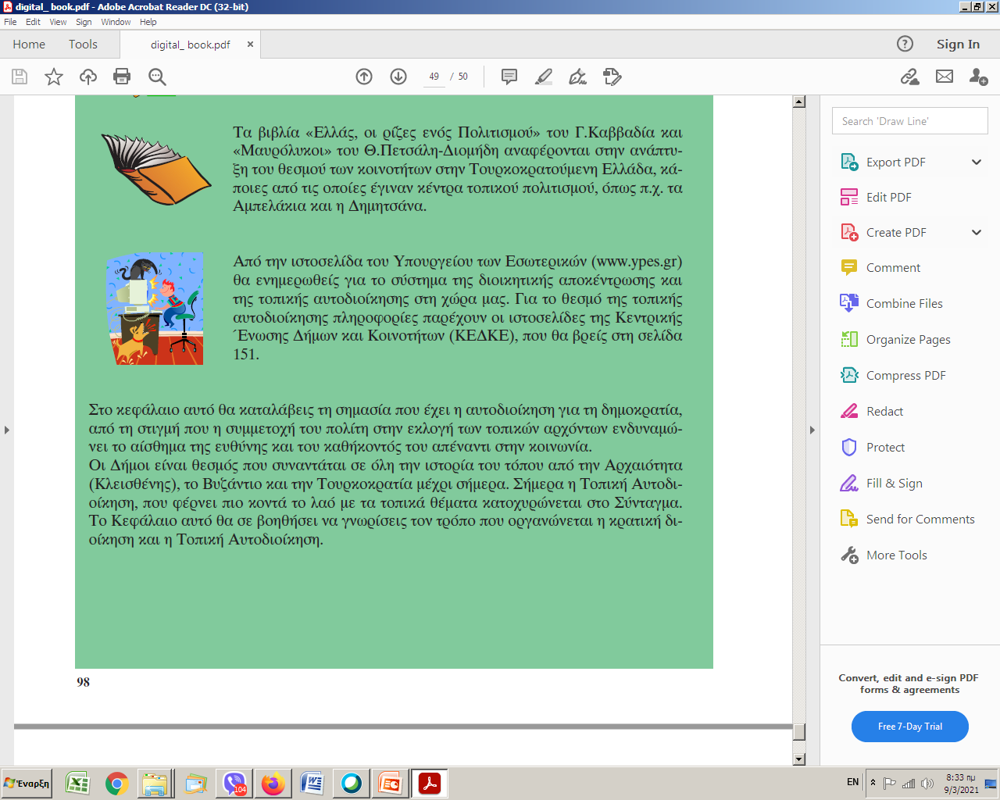 digital_ book.pdf - Adobe Acrobat Reader DC (32-bit)
File Edit View Sign Window Help
Home Tools digital_ book.pdf × Sign In
49 / 50
Τα βιβλία «Ελλάς, οι ρίζες ενός Πολιτισμού» του Γ.Καββαδία και
«Μαυρόλυκοι» του Θ.Πετσάλη-Διομήδη αναφέρονται στην ανάπτυ-
ξη του θεσμού των κοινοτήτων στην Τουρκοκρατούμενη Ελλάδα, κά-
ποιες από τις οποίες έγιναν κέντρα τοπικού πολιτισμού, όπως π.χ. τα
Αμπελάκια και η Δημητσάνα.
Από την ιστοσελίδα του Υπουργείου των Εσωτερικών (www.ypes.gr)
θα ενημερωθείς για το σύστημα της διοικητικής αποκέντρωσης και
της τοπικής αυτοδιοίκησης στη χώρα μας. Για το θεσμό της τοπικής
αυτοδιοίκησης πληροφορίες παρέχουν οι ιστοσελίδες της Κεντρικής
Ένωσης Δήμων και Κοινοτήτων (ΚΕΔΚΕ), που θα βρείς στη σελίδα
151.
Στο κεφάλαιο αυτό θα καταλάβεις τη σημασία που έχει η αυτοδιοίκηση για τη δημοκρατία,
από τη στιγμή που η συμμετοχή του πολίτη στην εκλογή των τοπικών αρχόντων ενδυναμώ-
νει το αίσθημα της ευθύνης και του καθήκοντός του απέναντι στην κοινωνία.
Οι Δήμοι είναι θεσμός που συναντάται σε όλη την ιστορία του τόπου από την Αρχαιότητα
(Κλεισθένης), το Βυζάντιο και την Τουρκοκρατία μέχρι σήμερα. Σήμερα η Τοπική Αυτοδι-
οίκηση, που φέρνει πιο κοντά το λαό με τα τοπικά θέματα κατοχυρώνεται στο Σύνταγμα.
Το Κεφάλαιο αυτό θα σε βοηθήσει να γνωρίσεις τον τρόπο που οργανώνεται η κρατική δι-
οίκηση και η Τοπική Αυτοδιοίκηση.
98
Search 'Draw Line'
Export PDF
Edit PDF
Create PDF
Comment
Combine Files
Organize Pages
Compress PDF
Redact
Protect
Fill & Sign
Send for Comments
More Tools
Convert, edit and e-sign PDF
forms & agreements
Free 7-Day Trial
Έναρξη 104 EN 8:33 πμ
9/3/2021